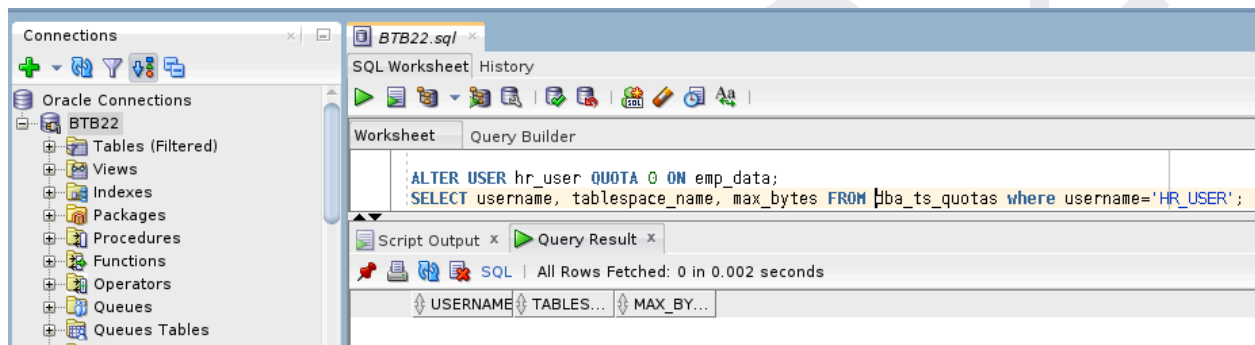 Connections
Oracle Connections
BTB22
Tables (Filtered)
Views
Indexes
Packages
Procedures
Functions
Operators
Queues
Queues Tables
BTB22.sql
SQL Worksheet History
Worksheet Query Builder
ALTER USER hr_user QUOTA 0 ON emp_data;
SELECT username, tablespace_name, max_bytes FROM dba_ts_quotas where username='HR_USER';
Script Output x Query Result x
SQL | All Rows Fetched: 0 in 0.002 seconds
USERNAME TABLES... MAX_BY...